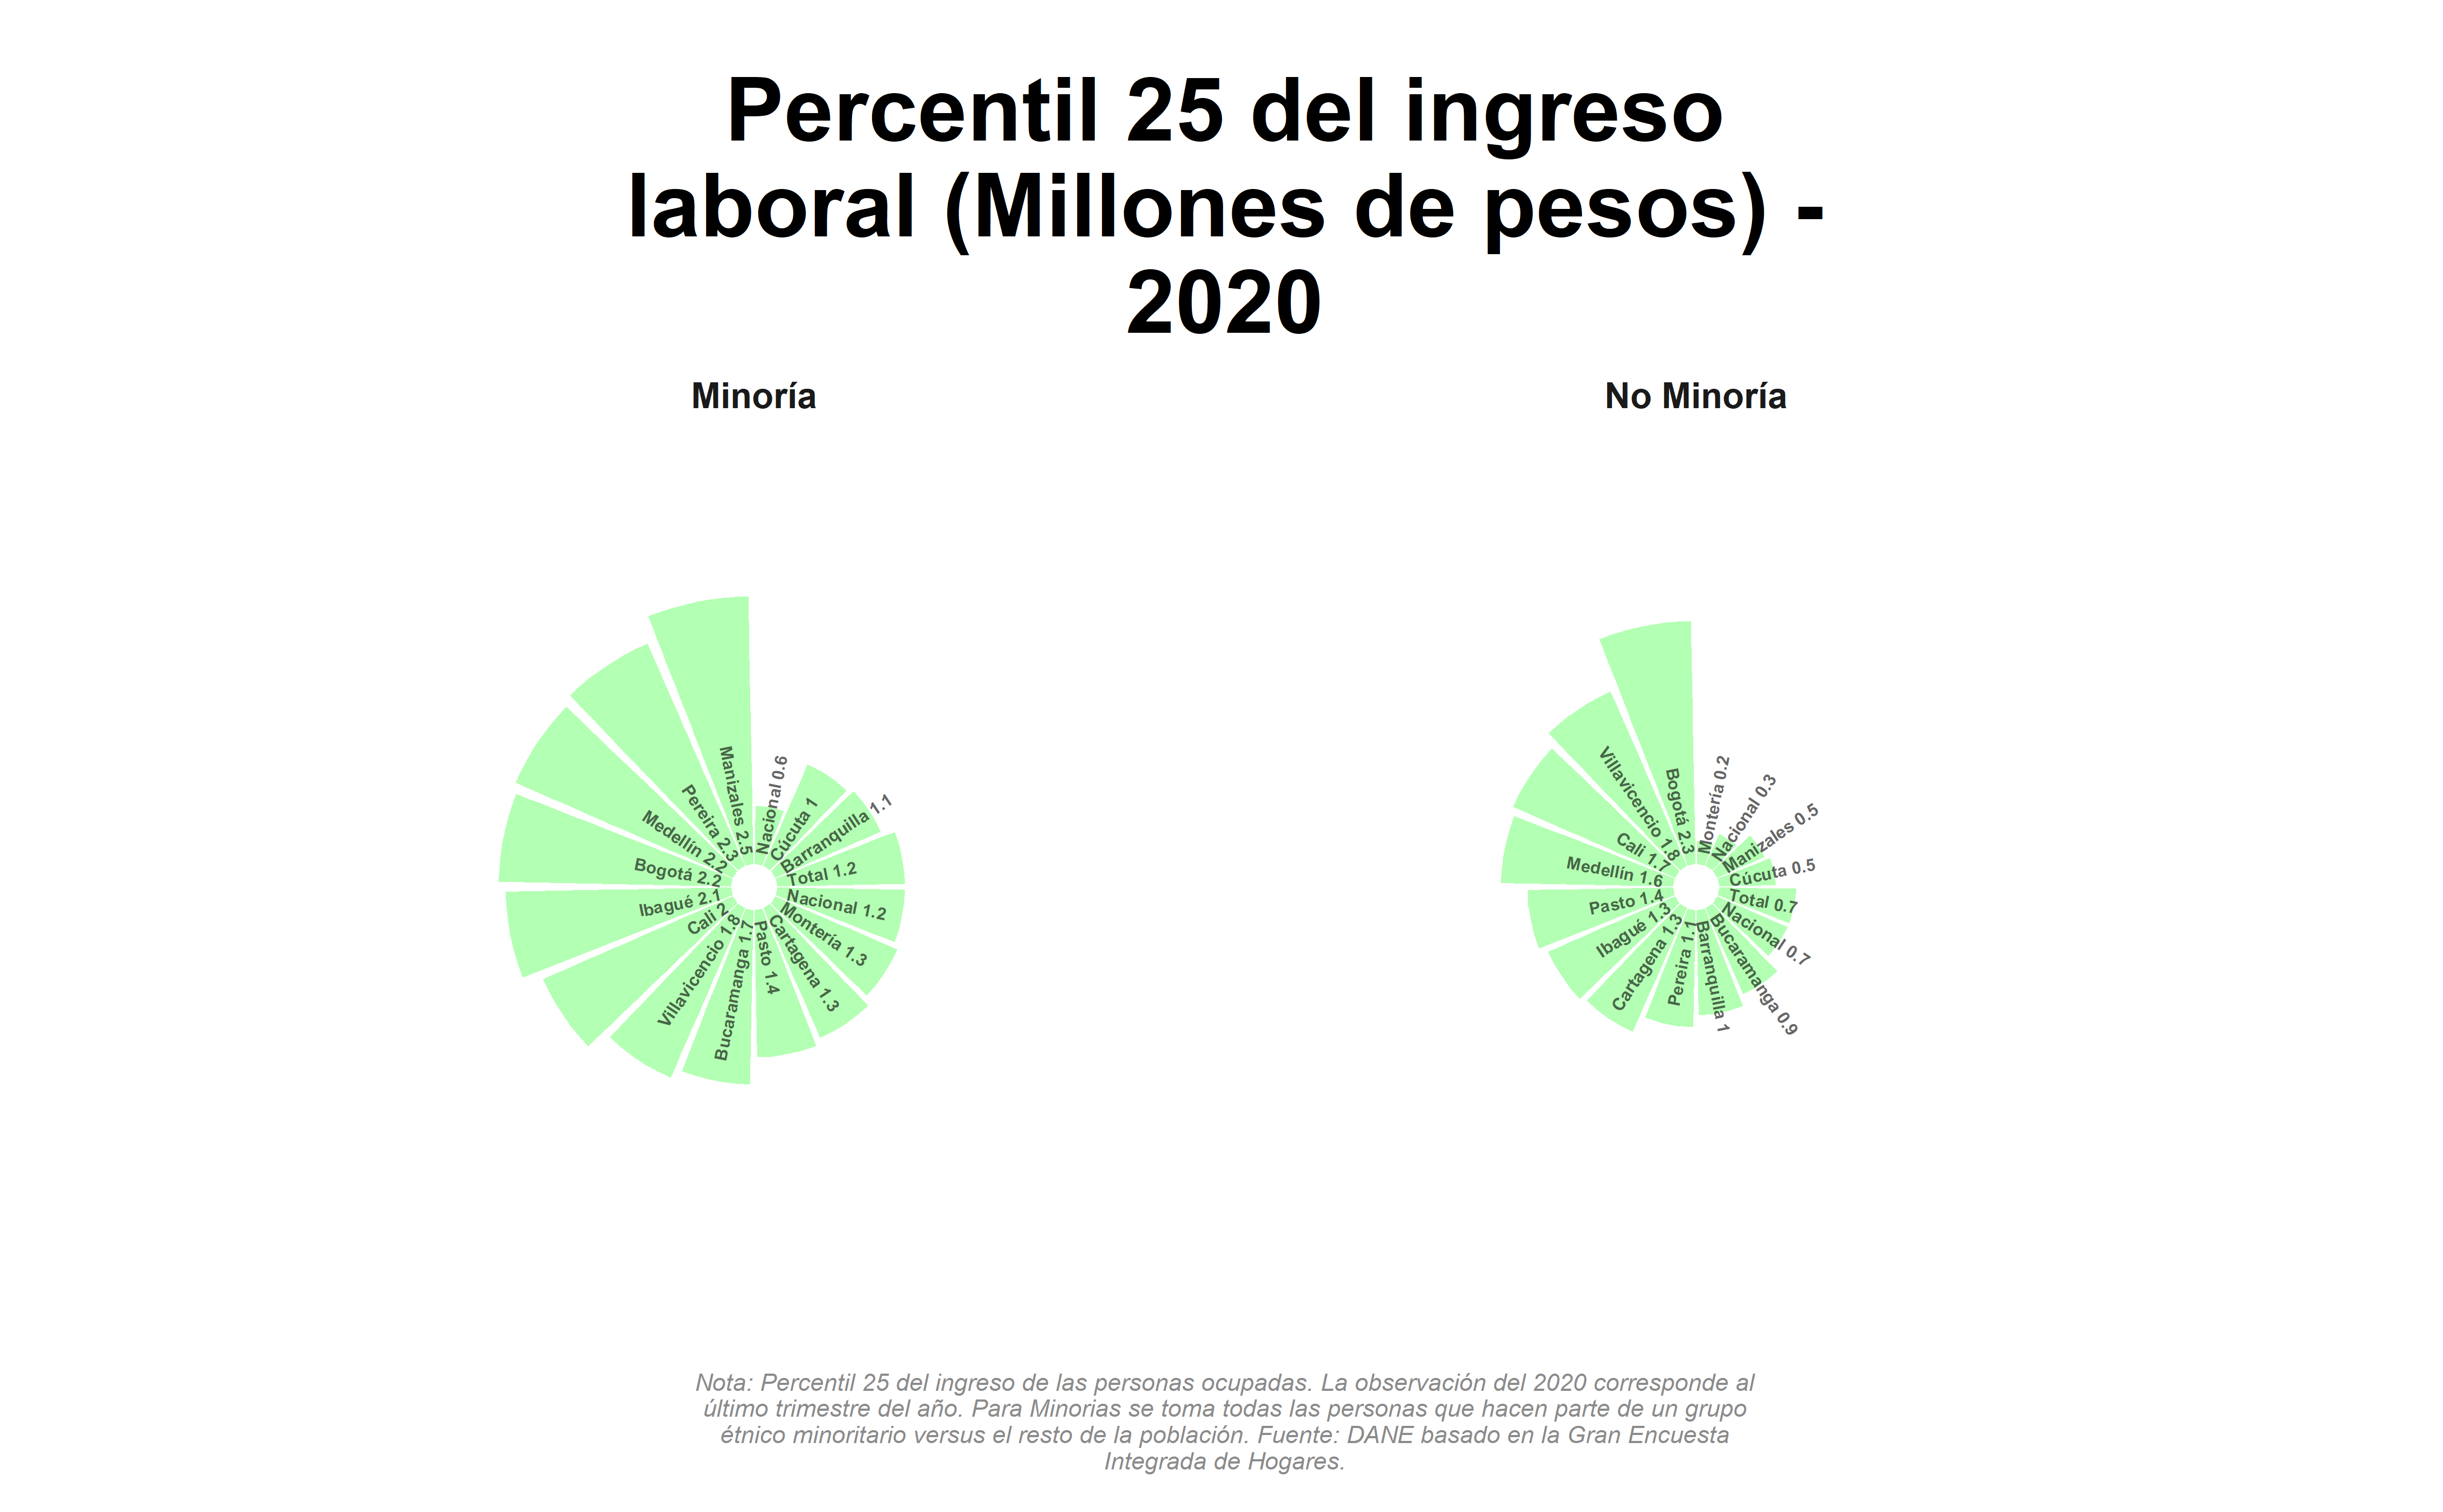 Percentil 25 del ingreso
laboral (Millones de pesos) -
2020
Minoría
No Minoría
Nacional 0.6
Cúcuta 1
Barranquilla 1.1
Total 1.2
Nacional 1.2
Montería 1.3
Cartagena 1.3
Pasto 1.4
Bucaramanga 1.7
Villavicencio 1.8
Cali 2
Ibagué 2.1
Bogotá 2.2
Medellín 2.2
Pereira 2.3
Manizales 2.5
Montería 0.2
Nacional 0.3
Manizales 0.5
Cúcuta 0.5
Total 0.7
Nacional 0.7
Bucaramanga 0.9
Barranquilla 1
Pereira 1.1
Cartagena 1.3
Ibagué 1.3
Pasto 1.4
Medellín 1.6
Cali 1.7
Villavicencio 1.8
Bogotá 2.3
Nota: Percentil 25 del ingreso de las personas ocupadas. La observación del 2020 corresponde al
último trimestre del año. Para Minorias se toma todas las personas que hacen parte de un grupo
étnico minoritario versus el resto de la población. Fuente: DANE basado en la Gran Encuesta
Integrada de Hogares.